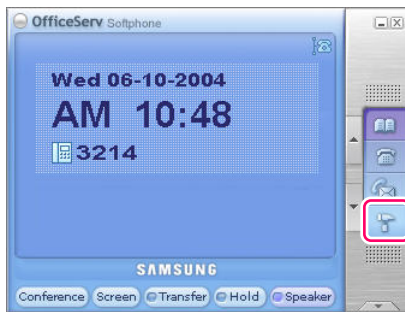 OfficeServ Softphone
Wed 06-10-2004
AM 10:48
3214
SAMSUNG
Conference Screen Transfer Hold Speaker